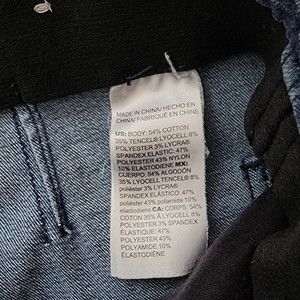 MADE IN CHINA/ HECHO EN
CHINA/ FABRIQUÉ EN CHINE
US: BODY: 54% COTTON
35% TENCEL® LYOCELL 8%
POLYESTER 3% LYCRA®
SPANDEX ELASTIC: 47%
POLYESTER 43% NYLON
10% ELASTODIENE MX:
CUERPO: 54% ALGODÓN
35% LYOCELL TENCEL® 8%
poliéster 3% LYCRA®
SPANDEX ELÁSTICO: 47%
poliéster 43% poliamida 10%
elastodieno CA: CORPS: 54%
COTON 35% À LYOCELL 8%
POLYESTER 3% SPANDEX
ÉLASTIQUE: 47%
POLYESTER 43%
POLYAMIDE 10%
ÉLASTODIÈNE